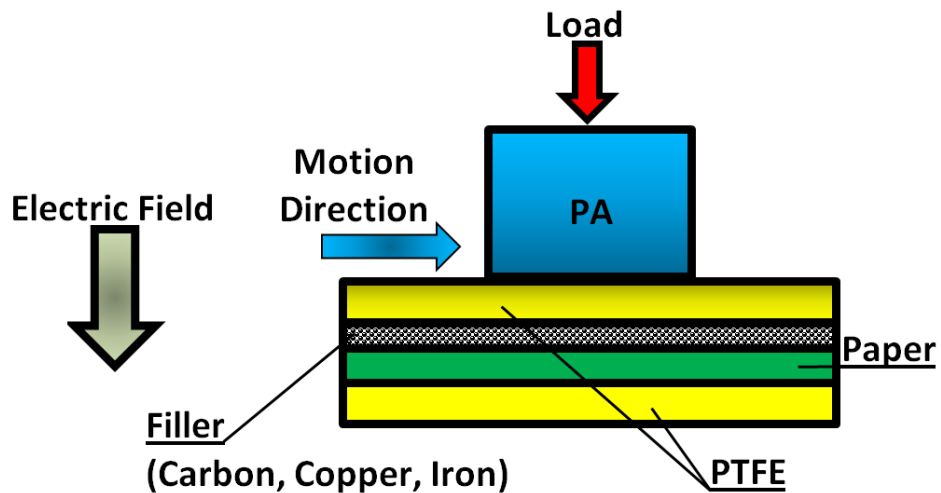 Load
Motion
Direction
Electric Field
PA
Paper
Filler
(Carbon, Copper, Iron)
PTFE